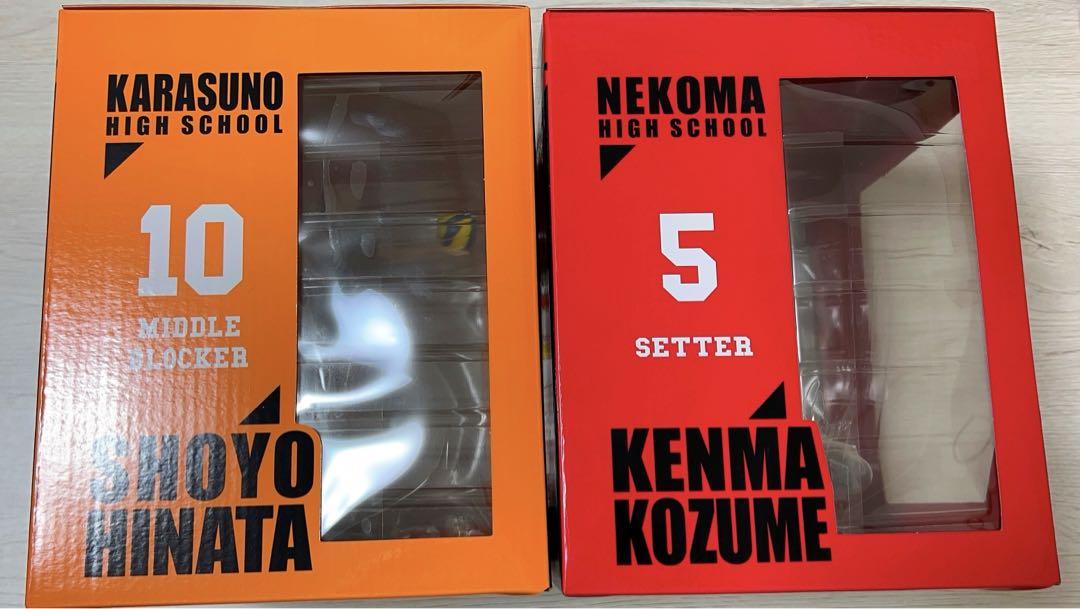 KARASUNO
HIGH SCHOOL
10
MIDDLE
BLOCKER
SHOYO
HINATA
NEKOMA
HIGH SCHOOL
5
SETTER
KENMA
KOZUME